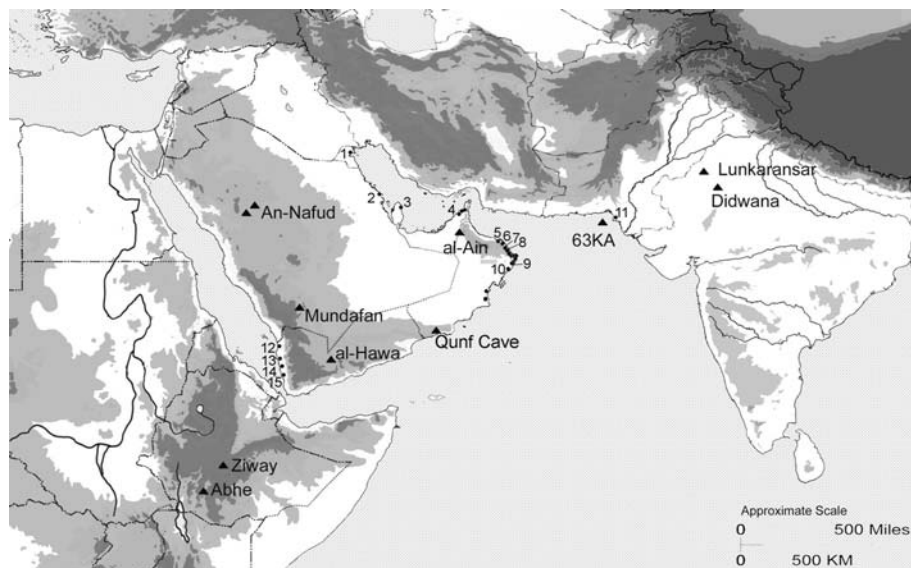 Lunkaransar
Didwana
1
2
3
4
An-Nafud
11
63KA
al-Ain
5
6
7
8
9
10
Mundafan
Qunf Cave
12
13
14
15
al-Hawa
Ziway
Abhe
Approximate Scale
0 500 Miles
0 500 KM